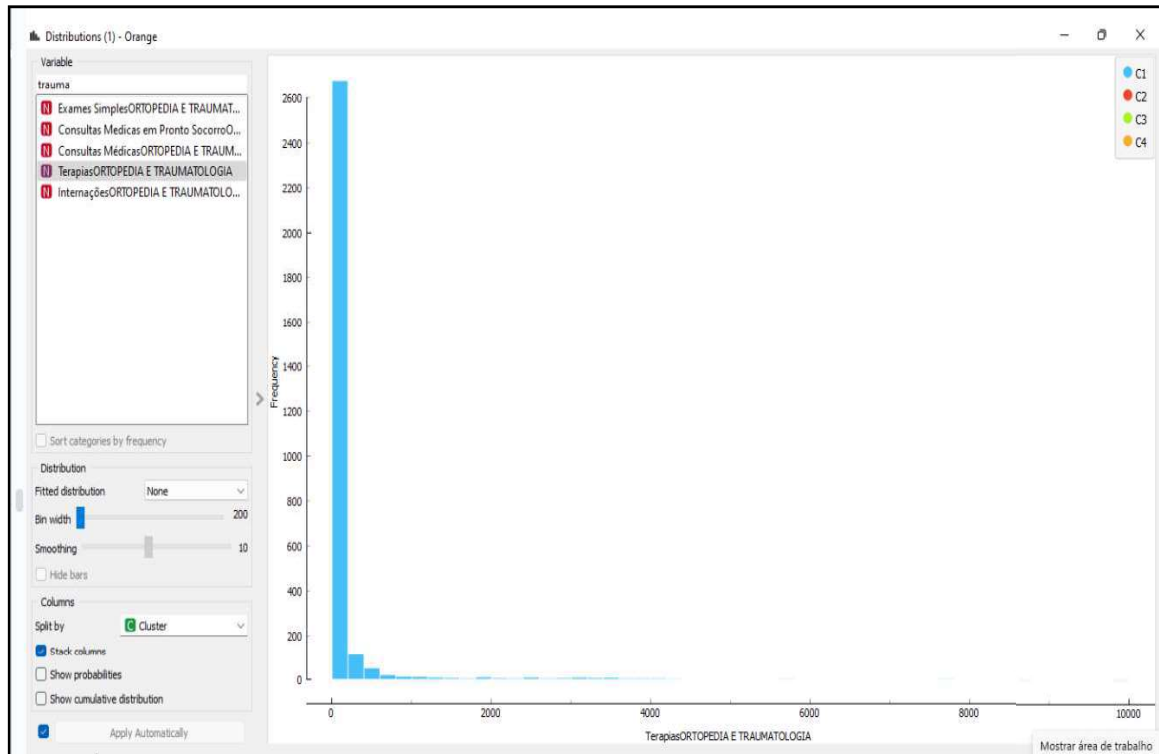 Distributions (1) - Orange
Variable
trauma
N Exames SimplesORTOPEDIA E TRAUMAT...
N Consultas Medicas em Pronto SocorroO...
N Consultas MédicasORTOPEDIA E TRAUM...
N TerapiasORTOPEDIA E TRAUMATOLOGIA
N InternaçõesORTOPEDIA E TRAUMATOLO...
Sort categories by frequency
Distribution
Fitted distribution None
Bin width 200
Smoothing 10
Hide bars
Columns
Split by C Cluster
Stack columns
Show probabilities
Show cumulative distribution
Apply Automatically
2600
2400
2200
2000
1800
1600
1400
1200
1000
800
600
400
200
0
Frequency
0 2000 4000 6000 8000 10000
TerapiasORTOPEDIA E TRAUMATOLOGIA
C1
C2
C3
C4
Mostrar área de trabalho